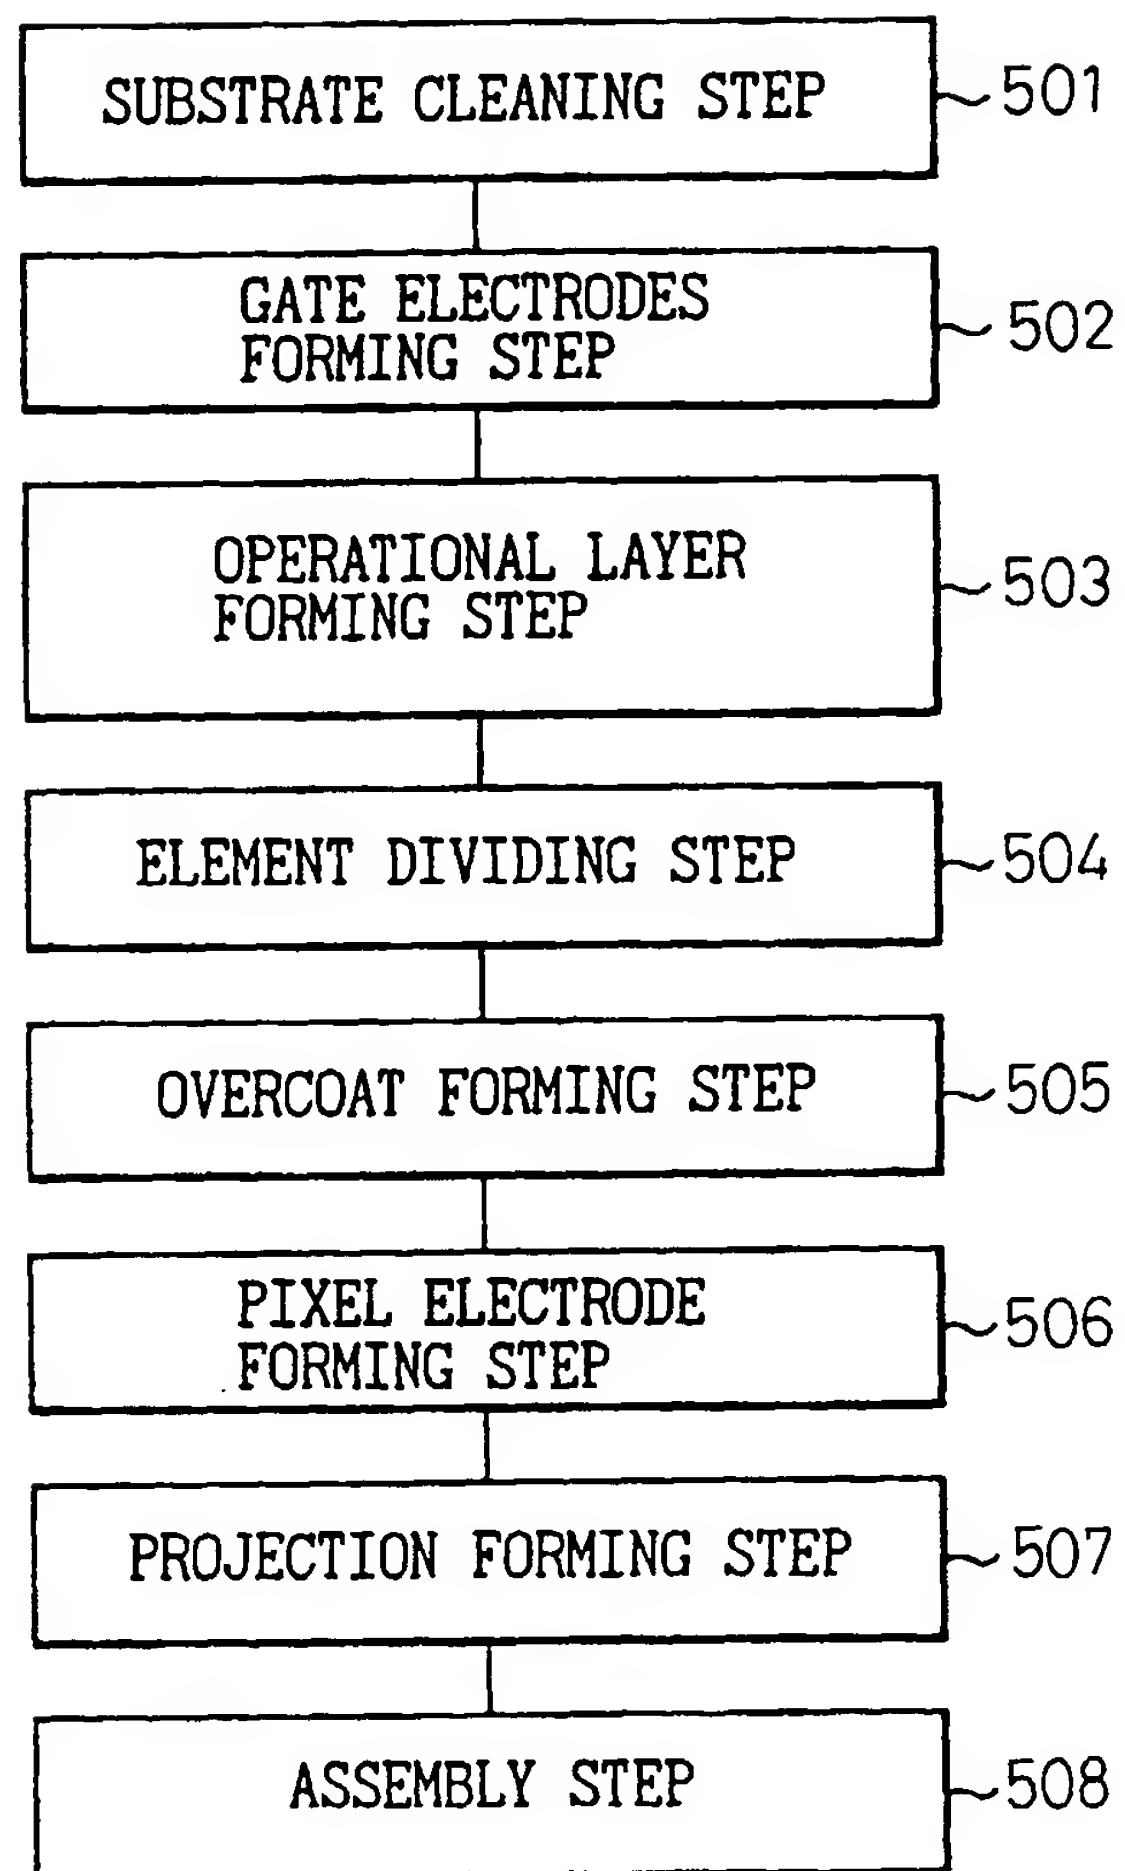 SUBSTRATE CLEANING STEP
501
GATE ELECTRODES
FORMING STEP
502
OPERATIONAL LAYER
FORMING STEP
503
ELEMENT DIVIDING STEP
504
OVERCOAT FORMING STEP
505
PIXEL ELECTRODE
FORMING STEP
506
PROJECTION FORMING STEP
507
ASSEMBLY STEP
508